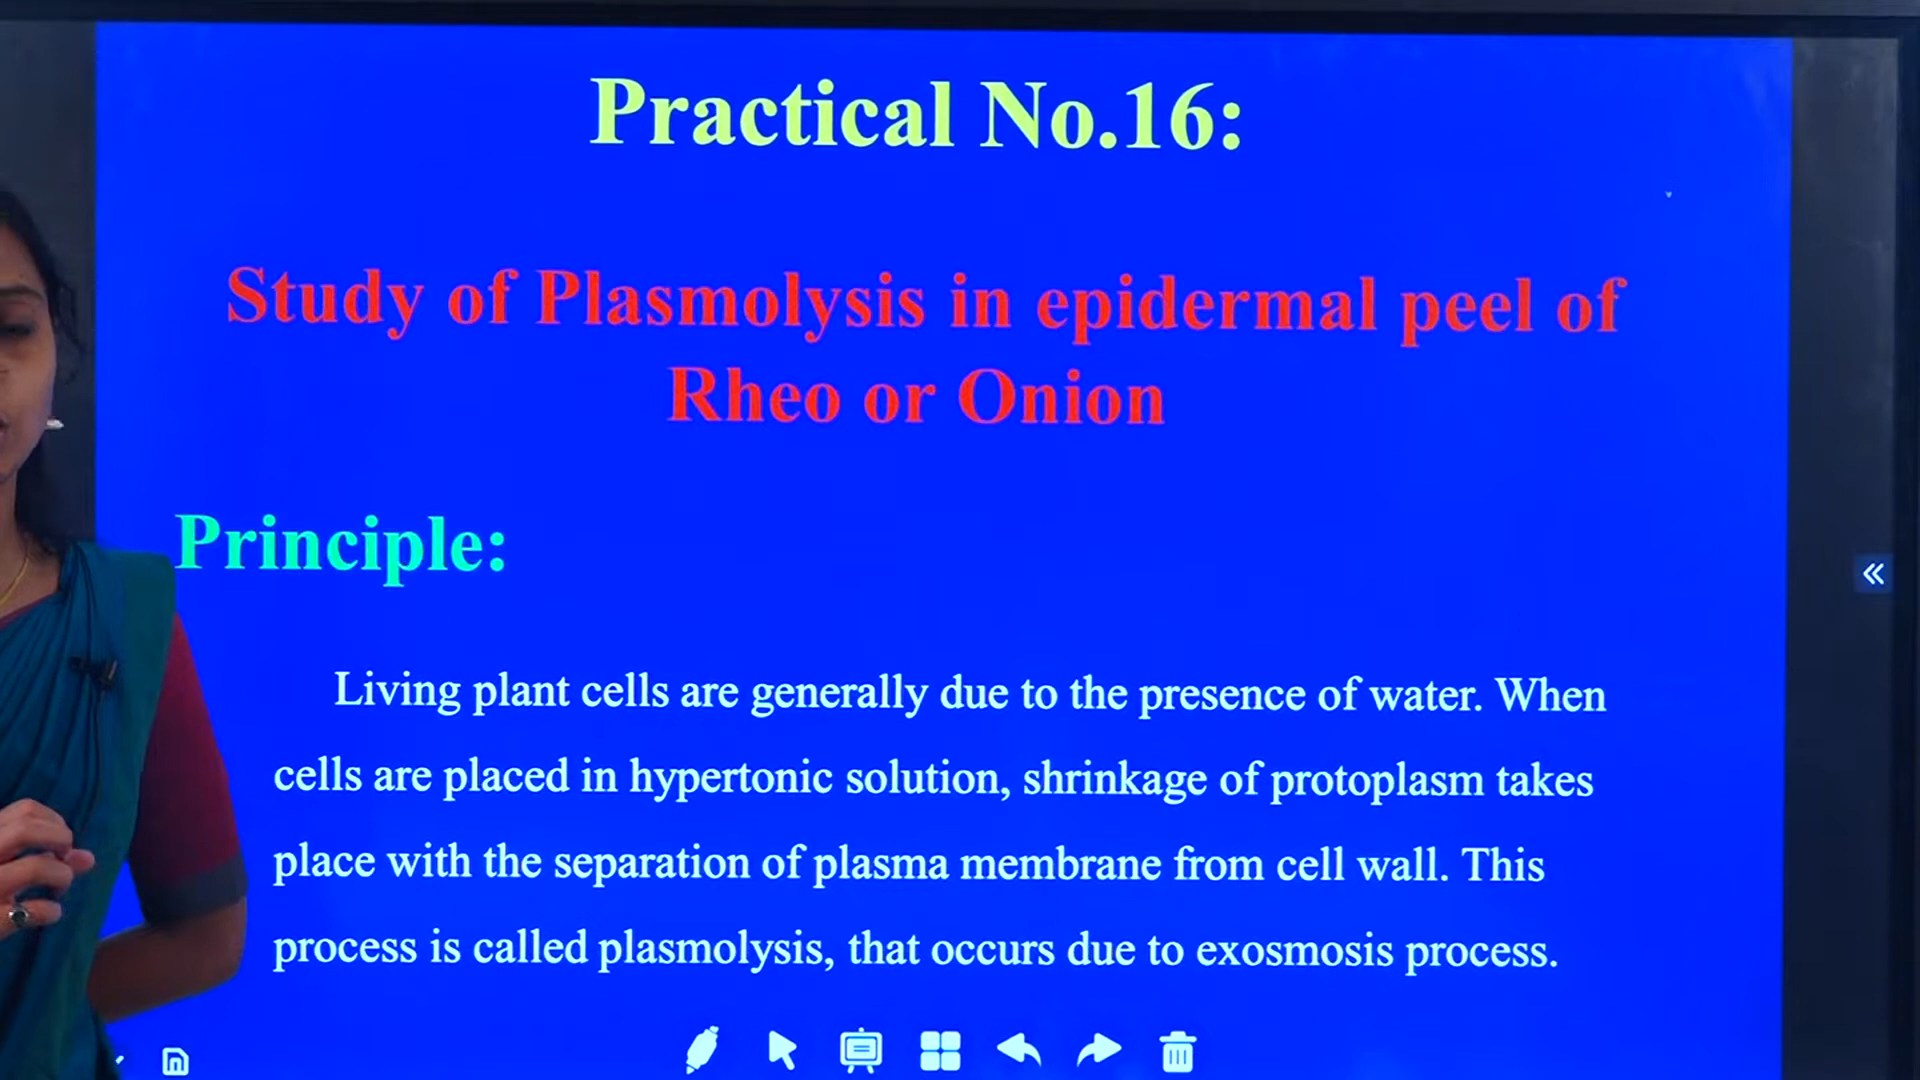 Practical No.16:
Study of Plasmolysis in epidermal peel of
Rheo or Onion
Principle:
Living plant cells are generally due to the presence of water. When
cells are placed in hypertonic solution, shrinkage of protoplasm takes
place with the separation of plasma membrane from cell wall. This
process is called plasmolysis, that occurs due to exosmosis process.